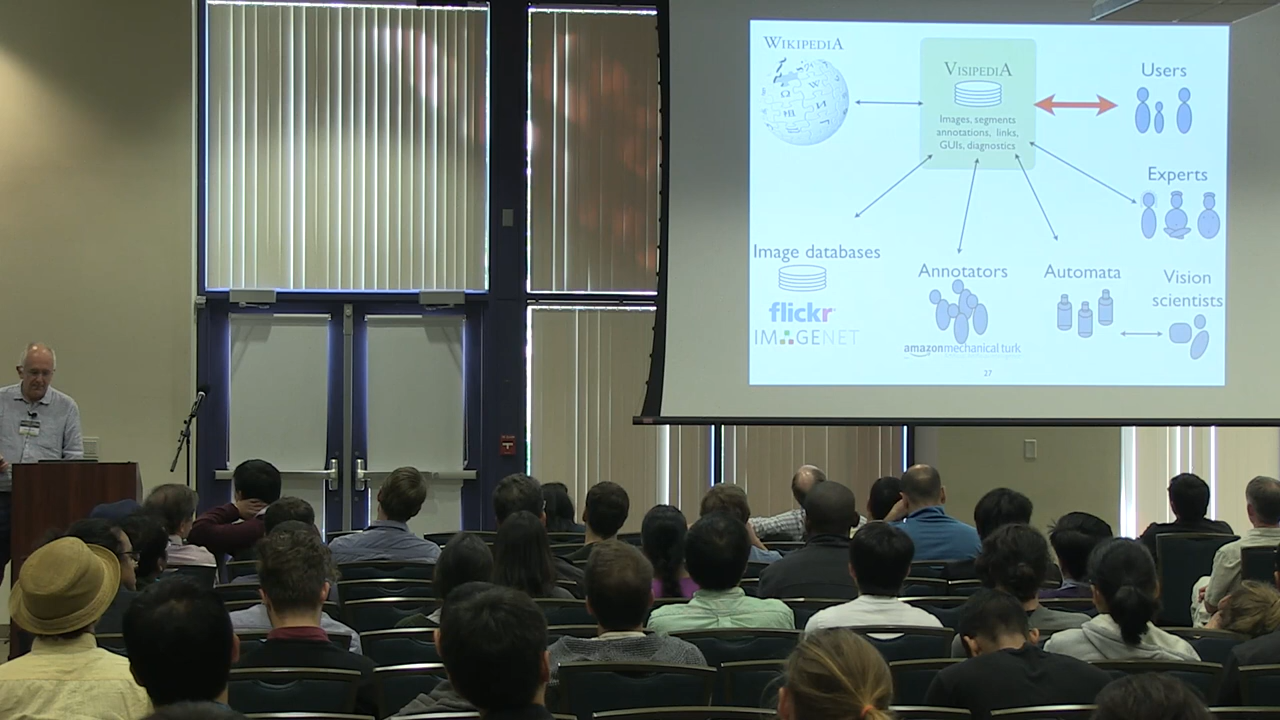 WIKIPEDIA
VISIPEDIA
Images, segments
annotations, links,
GUIs, diagnostics
Users
Experts
Image databases
flickr
IMAGENET
Annotators
amazonmechanical turk
Automata
Vision
scientists
27